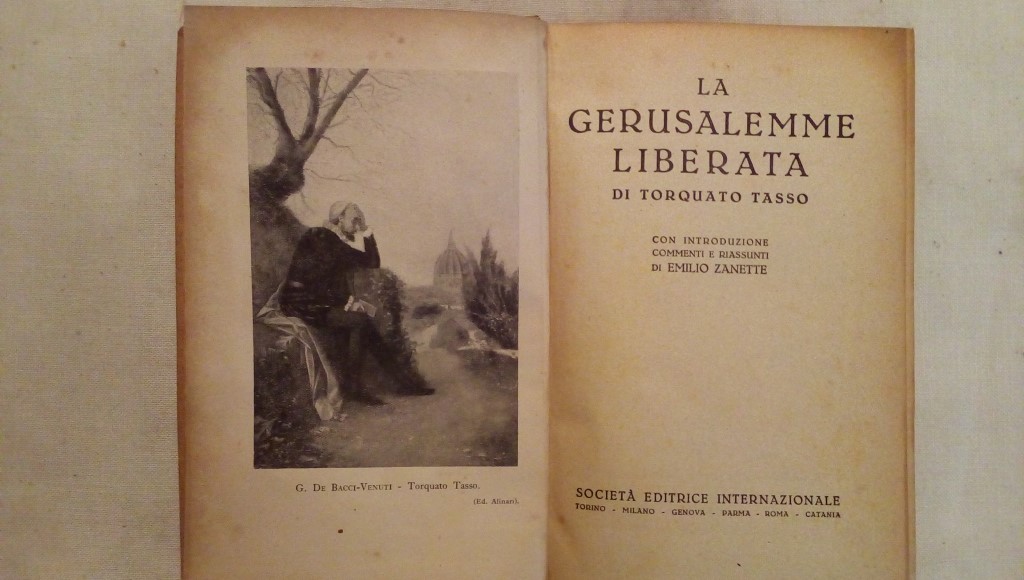 G. De Bacci-Venuti - Torquato Tasso.
(Ed. Alinari).
LA
GERUSALEMME
LIBERATA
DI TORQUATO TASSO
CON INTRODUZIONE
COMMENTI E RIASSUNTI
DI EMILIO ZANETTE
SOCIETÀ EDITRICE INTERNAZIONALE
TORINO - MILANO - GENOVA - PARMA - ROMA - CATANIA